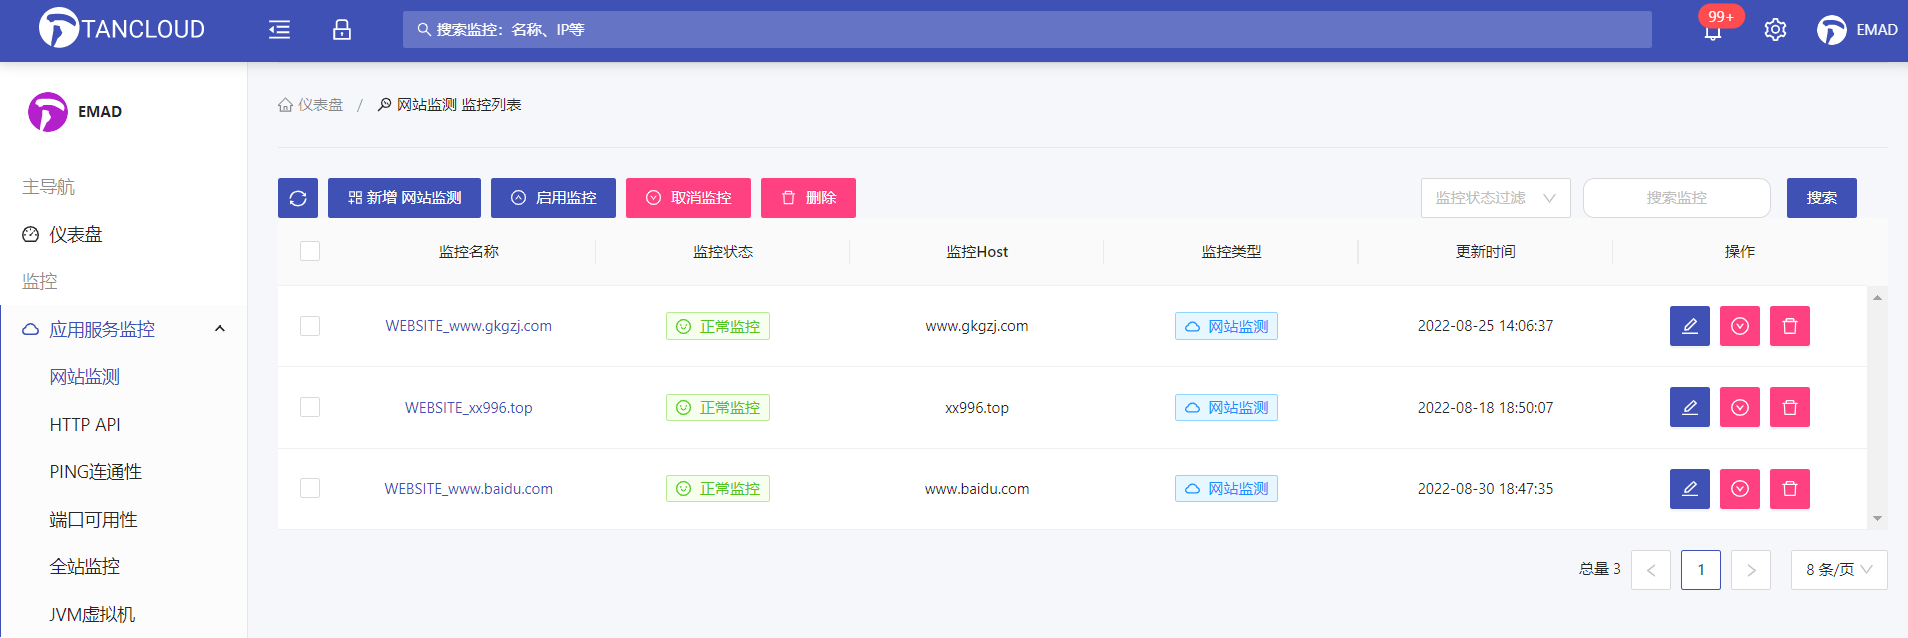 TANCLOUD
搜索监控：名称、IP等
99+
EMAD
EMAD
主导航
仪表盘
监控
应用服务监控
网站监测
HTTP API
PING连通性
端口可用性
全站监控
JVM虚拟机
仪表盘 / 网站监测 监控列表
新增 网站监测 启用监控 取消监控 删除 监控状态过滤 搜索监控 搜索
监控名称 监控状态 监控Host 监控类型 更新时间 操作
WEBSITE_www.gkgzj.com 正常监控 www.gkgzj.com 网站监测 2022-08-25 14:06:37
WEBSITE_xx996.top 正常监控 xx996.top 网站监测 2022-08-18 18:50:07
WEBSITE_www.baidu.com 正常监控 www.baidu.com 网站监测 2022-08-30 18:47:35
总量 3 < 1 > 8 条/页